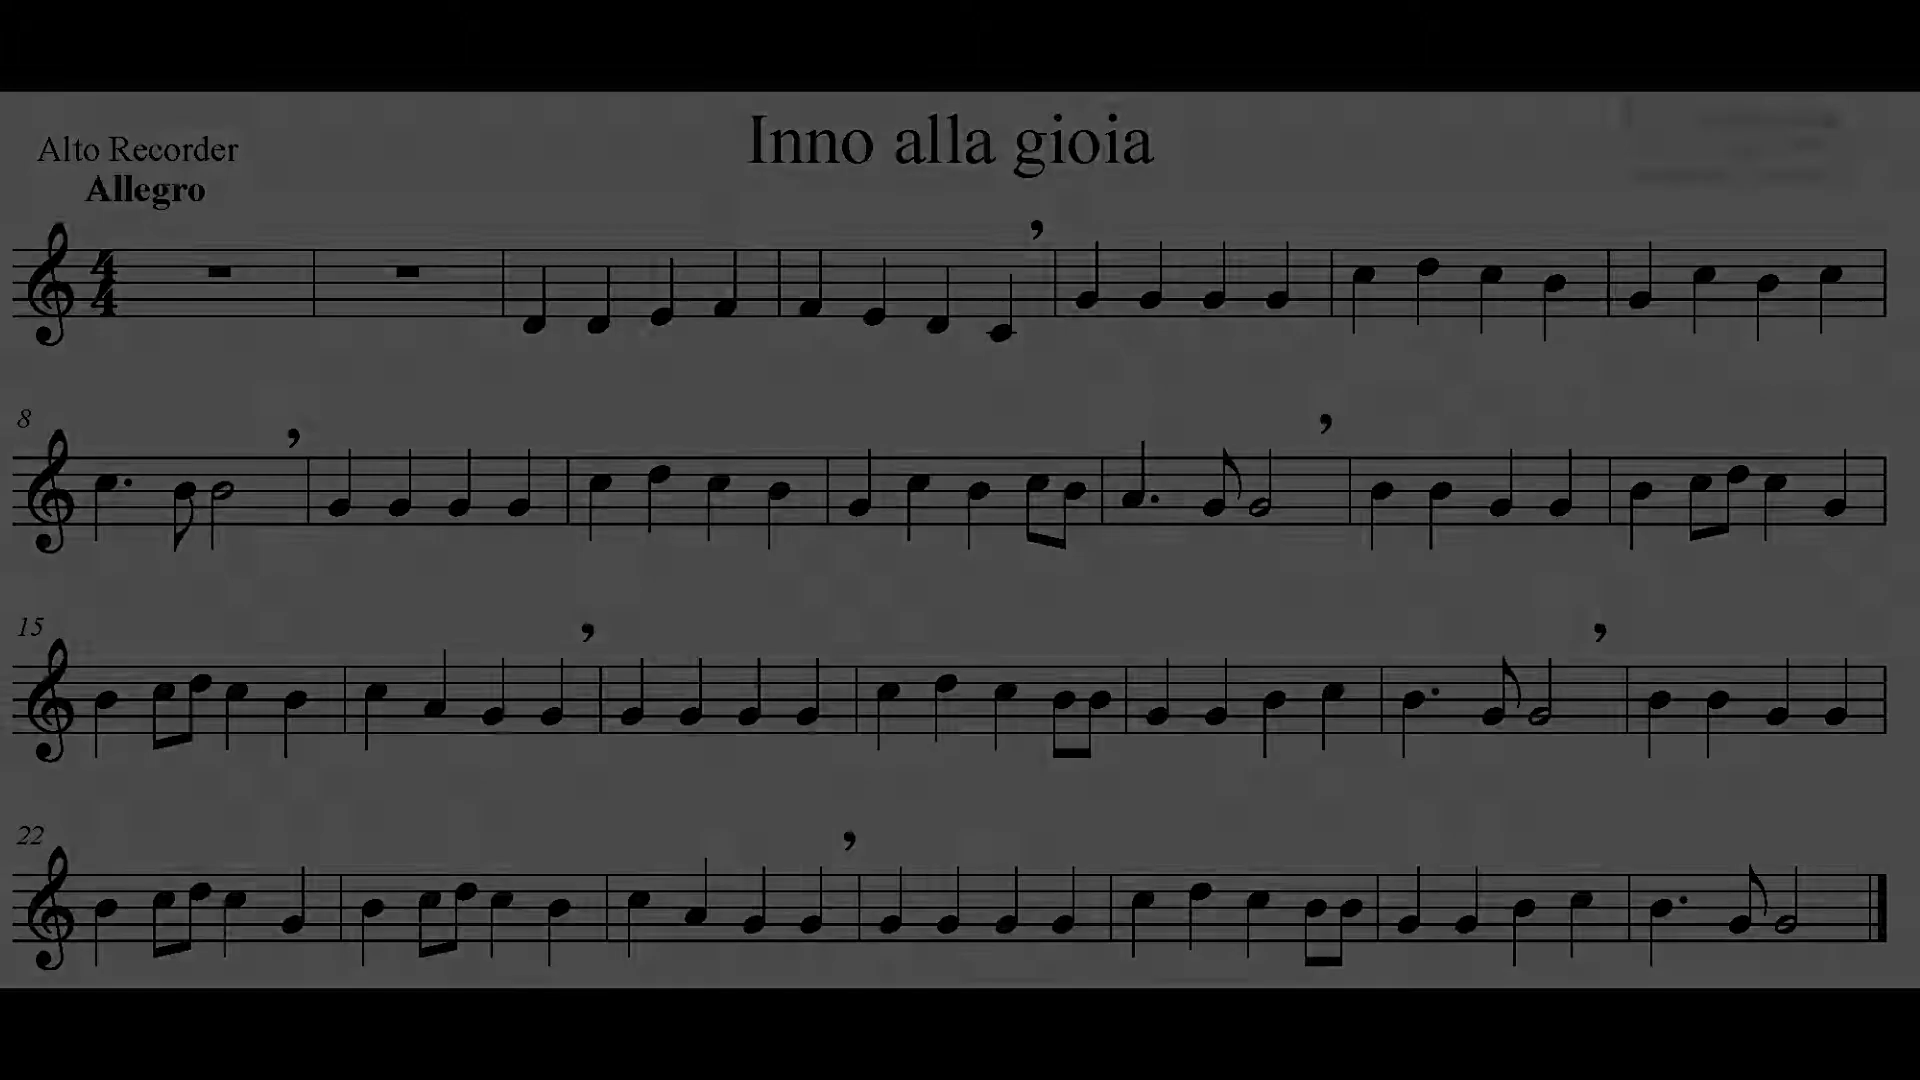 Inno alla gioia
Alto Recorder
Allegro
8
15
22